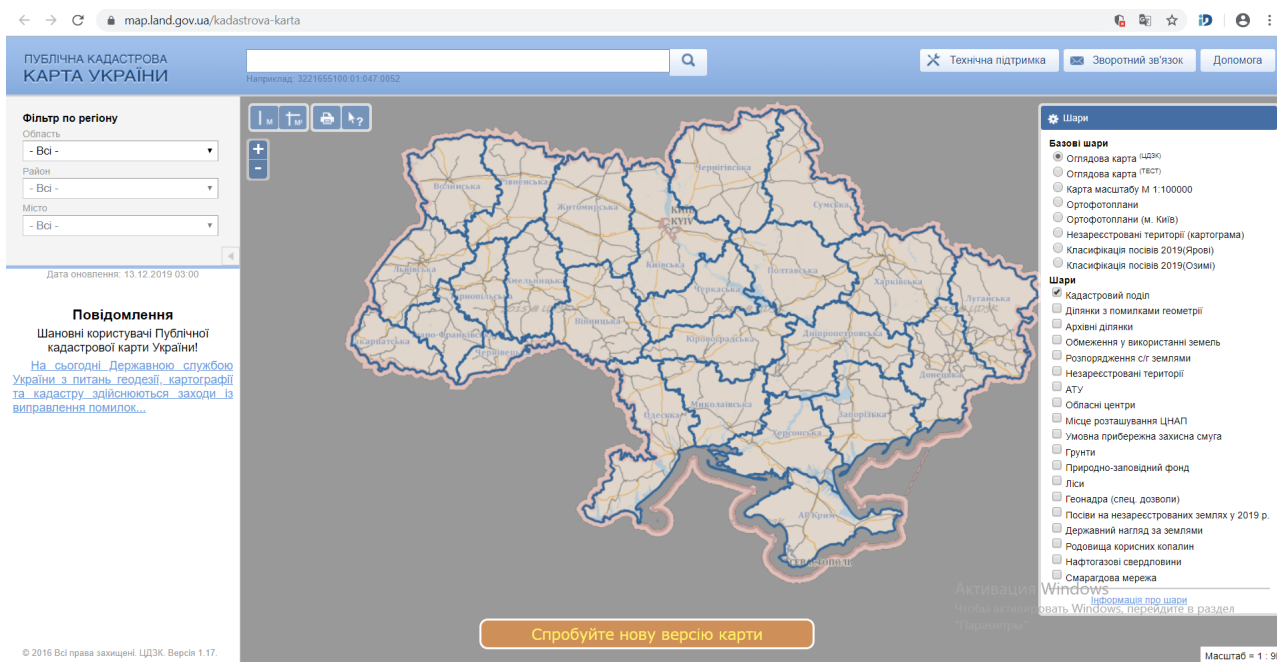 map.land.gov.ua/kadastrova-karta
ПУБЛІЧНА КАДАСТРОВА
КАРТА УКРАЇНИ
Наприклад: 3221655100:01:047:0052
Технічна підтримка
Зворотний зв'язок
Допомога
Фільтр по регіону
Область
- Всі -
Район
- Всі -
Місто
- Всі -
Дата оновлення: 13.12.2019 03:00
Повідомлення
Шановні користувачі Публічної
кадастрової карти України!
На сьогодні Державною службою
України з питань геодезії, картографії
та кадастру здійснюються заходи із
виправлення помилок...
© 2016 Всі права захищені. ЦДЗК. Версія 1.17.
M
M²
+
-
Волинська
Рівненська
Житомирська
Чернігівська
Сумська
КИЇВ
KYIV
Київська
Львівська
Хмельницька
Тернопільська
Полтавська
Харківська
Луганська
Черкаська
Вінницька
Івано-Франківська
Закарпатська
Чернівецька
Кіровоградська
Дніпропетровська
Донецька
Миколаївська
Одеська
Запорізька
Херсонська
АР Крим
СЕВАСТОПОЛЬ
Спробуйте нову версію карти
Шари
Базові шари
Оглядова карта (ЦДЗК)
Оглядова карта (ТЕСТ)
Карта масштабу М 1:100000
Ортофотоплани
Ортофотоплани (м. Київ)
Незареєстровані території (картограма)
Класифікація посівів 2019(Ярові)
Класифікація посівів 2019(Озимі)
Шари
Кадастровий поділ
Ділянки з помилками геометрії
Архівні ділянки
Обмеження у використанні земель
Розпорядження с/г землями
Незареєстровані території
АТУ
Обласні центри
Місце розташування ЦНАП
Умовна прибережна захисна смуга
Грунти
Природно-заповідний фонд
Ліси
Геонадра (спец. дозволи)
Посіви на незареєстрованих землях у 2019 р.
Державний нагляд за землями
Родовища корисних копалин
Нафтогазові свердловини
Смарагдова мережа
Інформація про шари
Активация Windows
Чтобы активировать Windows, перейдите в раздел
"Параметры".
Масштаб = 1 :